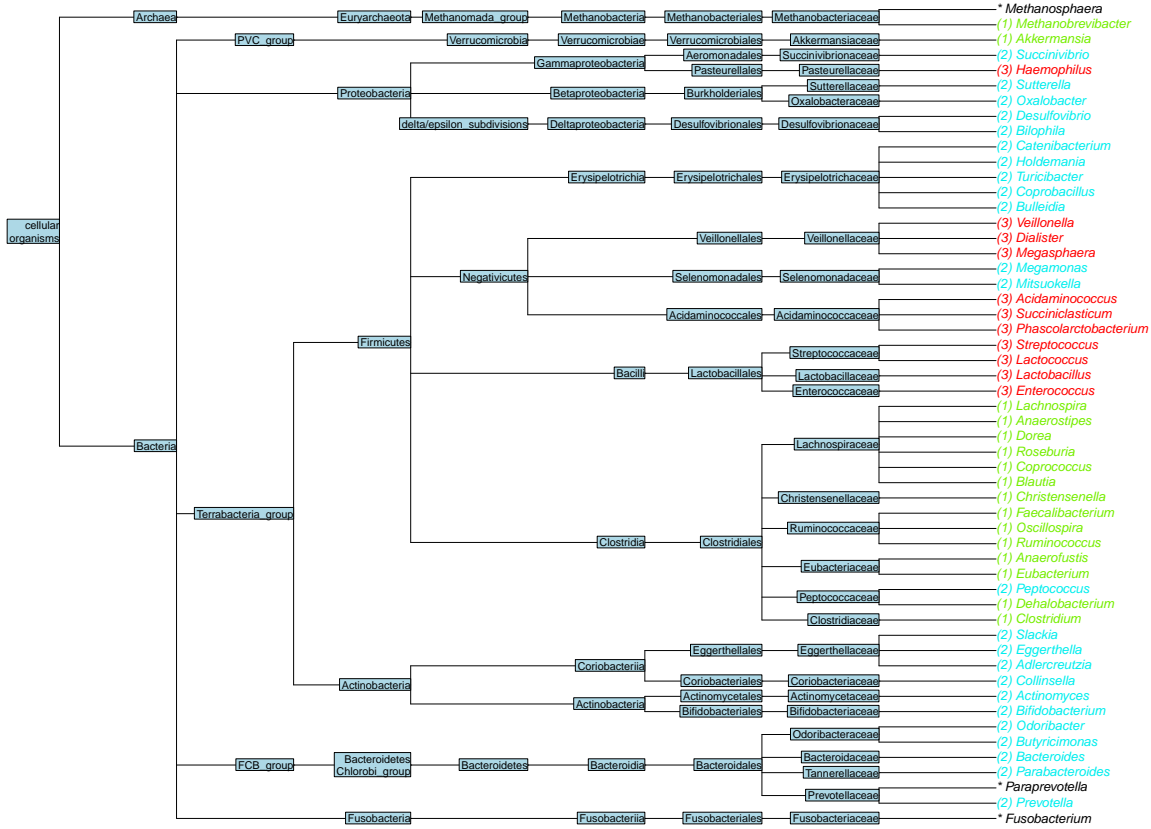 * Methanosphaera
Archaea Euryarchaeota Methanomada_group Methanobacteria Methanobacteriales Methanobacteriaceae
(1) Methanobrevibacter
PVC_group Verrucomicrobia Verrucomicrobiae Verrucomicrobiales Akkermansiaceae (1) Akkermansia
Aeromonadales Succinivibrionaceae (2) Succinivibrio
Gammaproteobacteria
Pasteurellales Pasteurellaceae (3) Haemophilus
Sutterellaceae (2) Sutterella
Proteobacteria Betaproteobacteria Burkholderiales
Oxalobacteraceae (2) Oxalobacter
(2) Desulfovibrio
delta/epsilon_subdivisions Deltaproteobacteria Desulfovibrionales Desulfovibrionaceae
(2) Bilophila
(2) Catenibacterium
(2) Holdemania
Erysipelotrichia Erysipelotrichales Erysipelotrichaceae (2) Turicibacter
(2) Coprobacillus
(2) Bulleidia
cellular
organisms
(3) Veillonella
Veillonellales Veillonellaceae (3) Dialister
(3) Megasphaera
(2) Megamonas
Negativicutes Selenomonadales Selenomonadaceae
(2) Mitsuokella
(3) Acidaminococcus
Acidaminococcales Acidaminococcaceae (3) Succiniclasticum
(3) Phascolarctobacterium
Firmicutes
(3) Streptococcus
Streptococcaceae
(3) Lactococcus
Bacilli Lactobacillales
Lactobacillaceae (3) Lactobacillus
Enterococcaceae (3) Enterococcus
(1) Lachnospira
(1) Anaerostipes
(1) Dorea
Bacteria Lachnospiraceae
(1) Roseburia
(1) Coprococcus
(1) Blautia
Christensenellaceae (1) Christensenella
Terrabacteria_group
(1) Faecalibacterium
Ruminococcaceae (1) Oscillospira
Clostridia Clostridiales
(1) Ruminococcus
(1) Anaerofustis
Eubacteriaceae
(1) Eubacterium
(2) Peptococcus
Peptococcaceae
(1) Dehalobacterium
Clostridiaceae (1) Clostridium
(2) Slackia
Eggerthellales Eggerthellaceae (2) Eggerthella
Coriobacteriia
(2) Adlercreutzia
Actinobacteria Coriobacteriales Coriobacteriaceae (2) Collinsella
Actinomycetales Actinomycetaceae (2) Actinomyces
Actinobacteria
Bifidobacteriales Bifidobacteriaceae (2) Bifidobacterium
(2) Odoribacter
Odoribacteraceae
(2) Butyricimonas
Bacteroidaceae (2) Bacteroides
FCB_group Bacteroidetes
Chlorobi_group Bacteroidetes Bacteroidia Bacteroidales
Tannerellaceae (2) Parabacteroides
* Paraprevotella
Prevotellaceae
(2) Prevotella
Fusobacteria Fusobacteriia Fusobacteriales Fusobacteriaceae * Fusobacterium